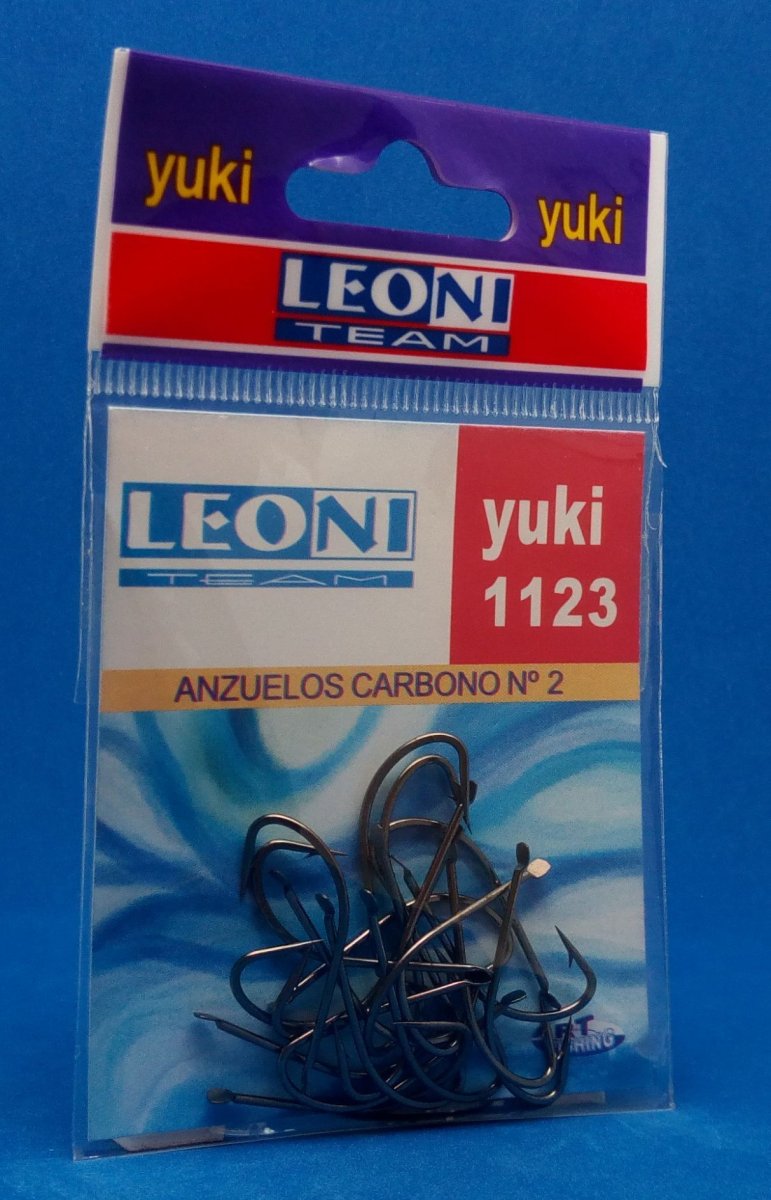 yuki
yuki
LEONI
TEAM
LEONI
TEAM
yuki
1123
ANZUELOS CARBONO Nº 2